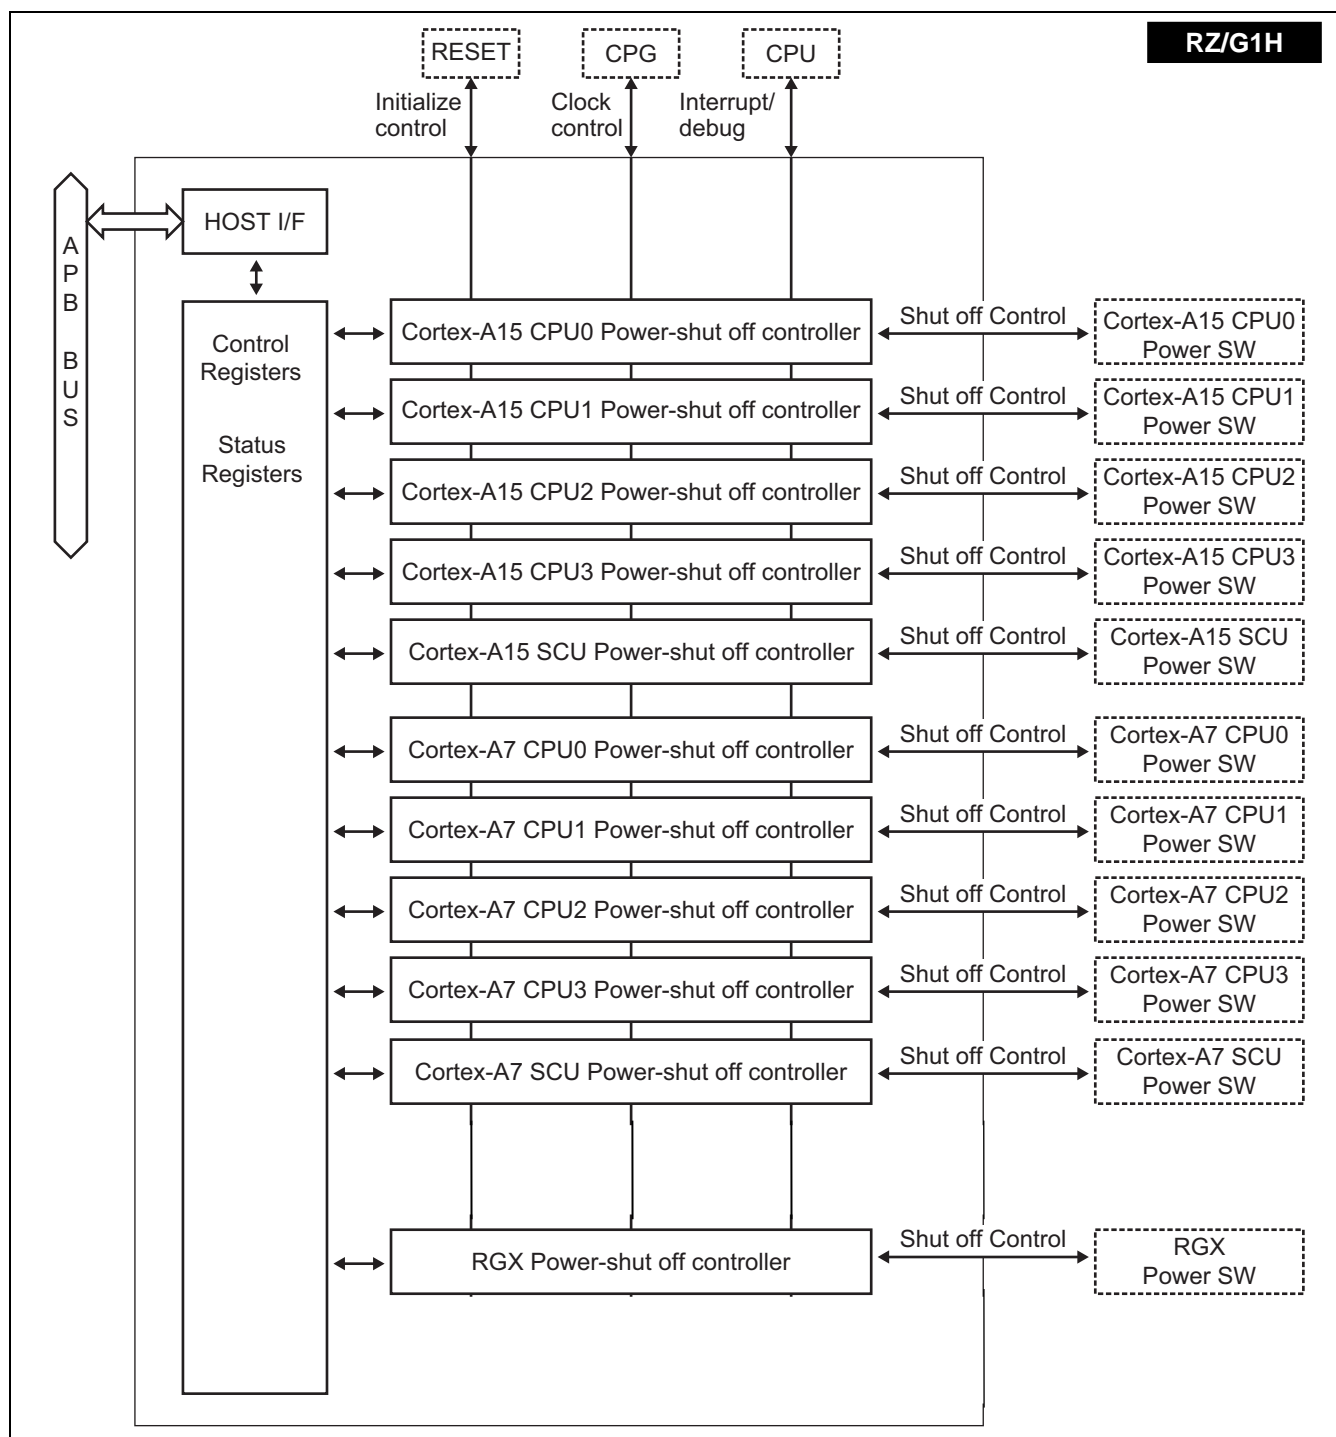 RZ/G1H
RESET
CPG
CPU
Initialize
control
Clock
control
Interrupt/
debug
APB BUS
HOST I/F
Control
Registers
Status
Registers
Cortex-A15 CPU0 Power-shut off controller
Shut off Control
Cortex-A15 CPU0
Power SW
Cortex-A15 CPU1 Power-shut off controller
Shut off Control
Cortex-A15 CPU1
Power SW
Cortex-A15 CPU2 Power-shut off controller
Shut off Control
Cortex-A15 CPU2
Power SW
Cortex-A15 CPU3 Power-shut off controller
Shut off Control
Cortex-A15 CPU3
Power SW
Cortex-A15 SCU Power-shut off controller
Shut off Control
Cortex-A15 SCU
Power SW
Cortex-A7 CPU0 Power-shut off controller
Shut off Control
Cortex-A7 CPU0
Power SW
Cortex-A7 CPU1 Power-shut off controller
Shut off Control
Cortex-A7 CPU1
Power SW
Cortex-A7 CPU2 Power-shut off controller
Shut off Control
Cortex-A7 CPU2
Power SW
Cortex-A7 CPU3 Power-shut off controller
Shut off Control
Cortex-A7 CPU3
Power SW
Cortex-A7 SCU Power-shut off controller
Shut off Control
Cortex-A7 SCU
Power SW
RGX Power-shut off controller
Shut off Control
RGX
Power SW